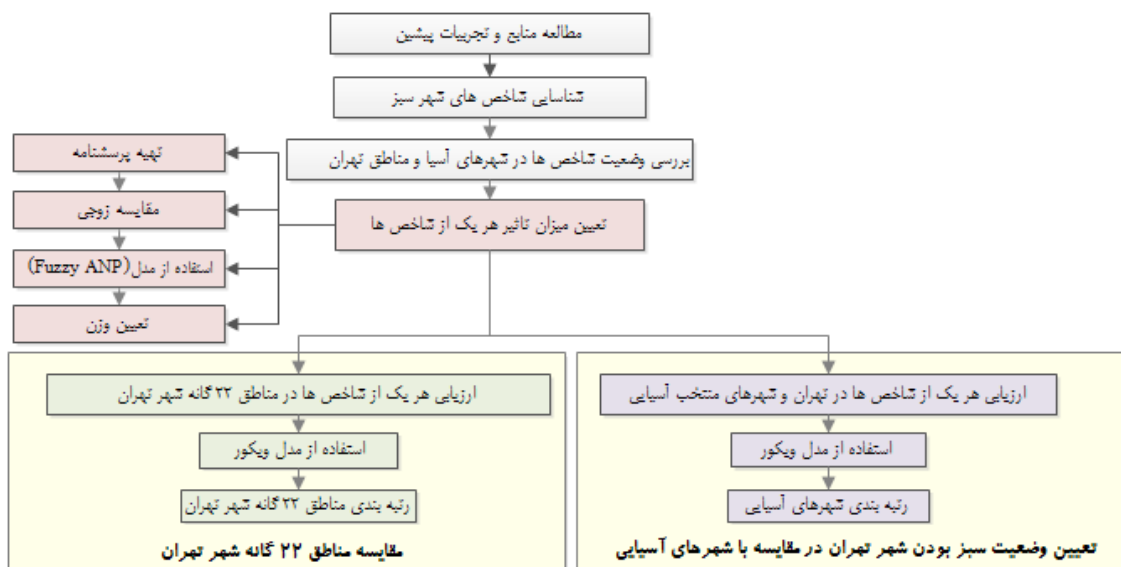 مطالعه منابع و تجربیات پیشین
شناسایی شاخص های شهر سبز
بررسی وضعیت شاخص ها در شهرهای آسیا و مناطق تهران
تعیین میزان تاثیر هر یک از شاخص ها
تهیه پرسشنامه
مقایسه زوجی
استفاده از مدل(Fuzzy ANP)
تعیین وزن
ارزیابی هر یک از شاخص ها در تهران و شهرهای منتخب آسیایی
استفاده از مدل ویکور
رتبه بندی شهرهای آسیایی
تعیین وضعیت سبز بودن شهر تهران در مقایسه با شهرهای آسیایی
ارزیابی هر یک از شاخص ها در مناطق ۲۲گانه شهر تهران
استفاده از مدل ویکور
رتبه بندی مناطق ۲۲گانه شهر تهران
مقایسه مناطق ۲۲ گانه شهر تهران